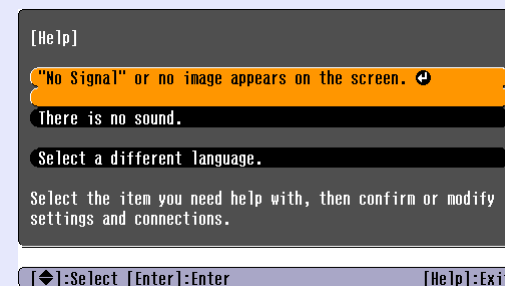 [Help]
"No Signal" or no image appears on the screen.
There is no sound.
Select a different language.
Select the item you need help with, then confirm or modify
settings and connections.
[◆]:Select [Enter]:Enter [Help]:Exit